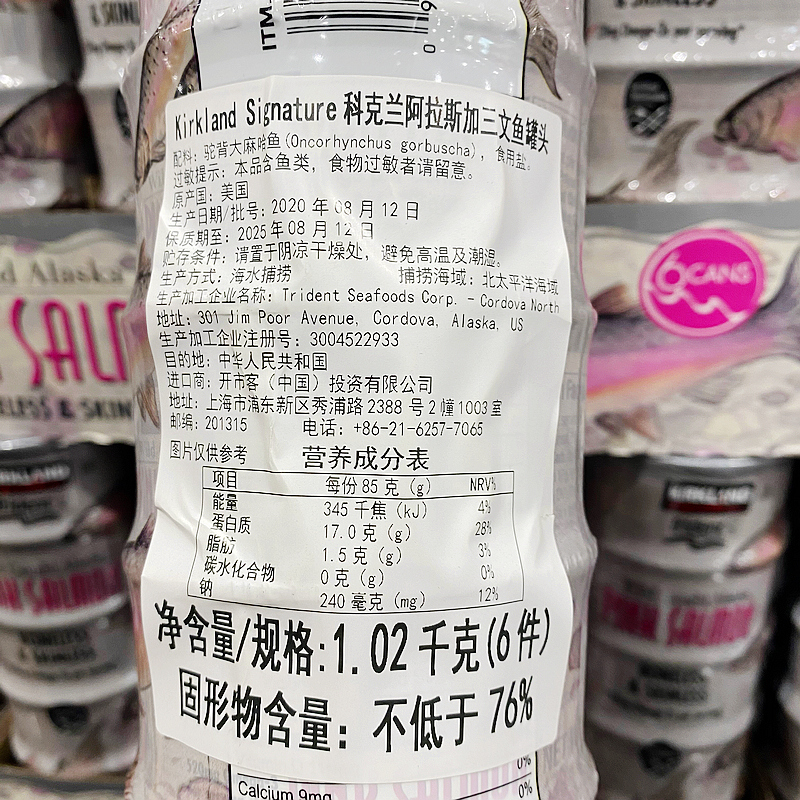 ITM.
Kirkland Signature 科克兰阿拉斯加三文鱼罐头
配料：驼背大麻哈鱼(Oncorhynchus gorbuscha)，食用盐。
过敏提示：本品含鱼类，食物过敏者请留意。
原产国：美国
生产日期/批号：2020 年 08 月 12 日
保质期至：2025 年 08 月 12 日
贮存条件：请置于阴凉干燥处，避免高温及潮湿。
生产方式：海水捕捞 捕捞海域：北太平洋海域
生产加工企业名称：Trident Seafoods Corp. - Cordova North
地址：301 Jim Poor Avenue, Cordova, Alaska, US
生产加工企业注册号：3004522933
目的地：中华人民共和国
进口商：开市客（中国）投资有限公司
地址：上海市浦东新区秀浦路 2388 号 2 幢 1003 室
邮编：201315 电话：+86-21-6257-7065
图片仅供参考 营养成分表
项目 每份 85 克（g） NRV%
能量 345 千焦（kJ） 4%
蛋白质 17.0 克（g） 28%
脂肪 1.5 克（g） 3%
碳水化合物 0 克（g） 0%
钠 240 毫克（mg） 12%
净含量/规格：1.02 千克(6 件)
固形物含量：不低于 76%
0%
Calcium 9mg 0%
Alaska
SALM
ELESS & SKIN
6 CANS
KIRKLAND
PINK SALMON
BONELESS
& SKINLESS